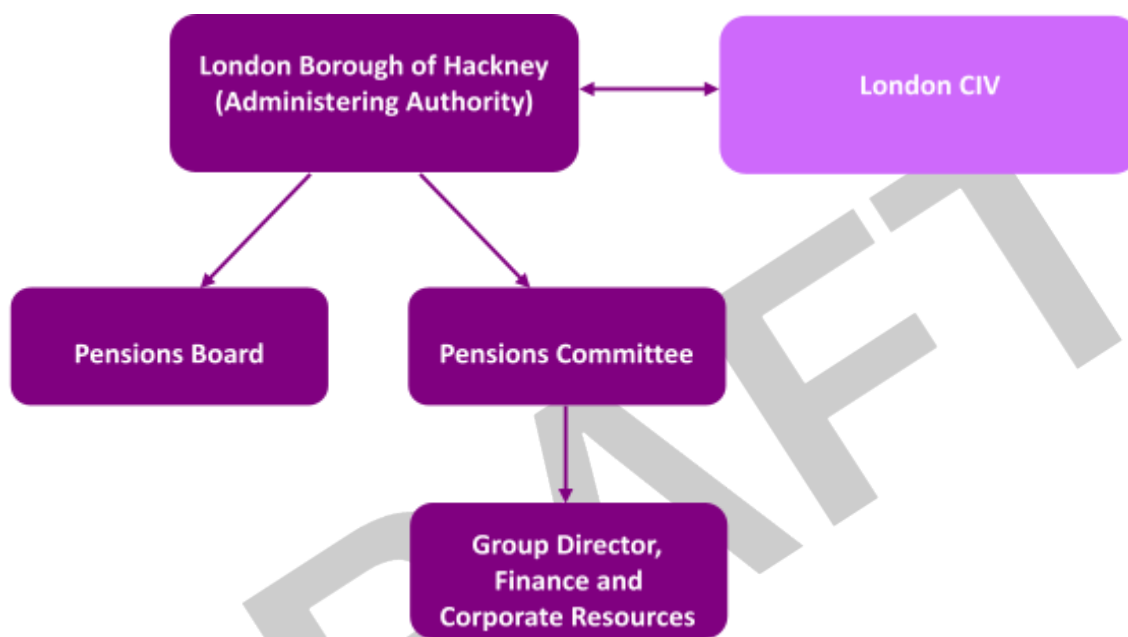 London Borough of Hackney
(Administering Authority)
London CIV
Pensions Board
Pensions Committee
Group Director,
Finance and
Corporate Resources
DRAFT